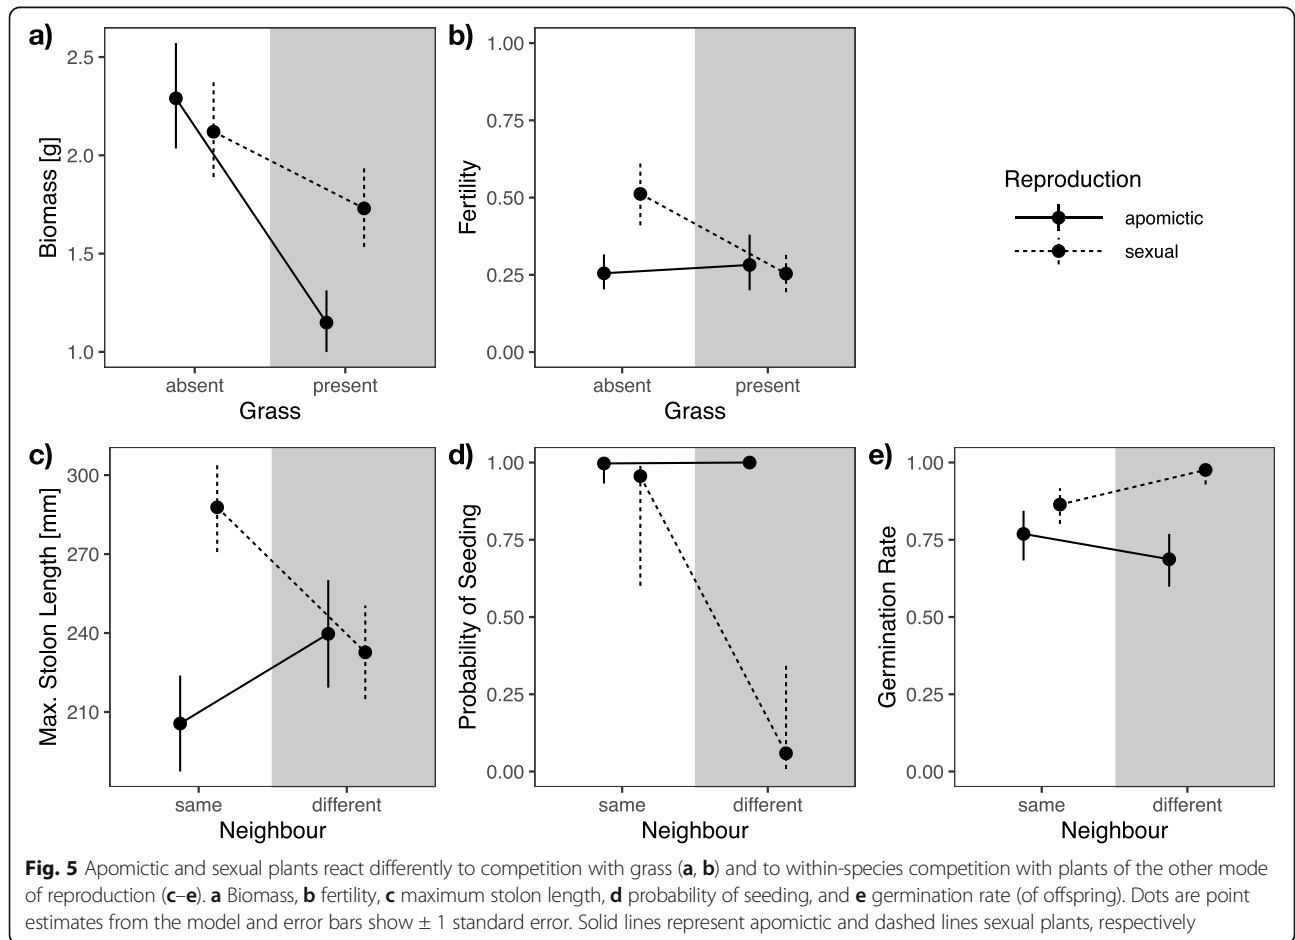 a)
2.5
2.0
1.5
1.0
Biomass [g]
absent present
Grass
b)
1.00
0.75
0.50
0.25
0.00
Fertility
absent present
Grass
Reproduction
apomictic
sexual
c)
300
270
240
210
Max. Stolon Length [mm]
same different
Neighbour
d)
1.00
0.75
0.50
0.25
0.00
Probability of Seeding
same different
Neighbour
e)
1.00
0.75
0.50
0.25
0.00
Germination Rate
same different
Neighbour
Fig. 5 Apomictic and sexual plants react differently to competition with grass (a, b) and to within-species competition with plants of the other mode
of reproduction (c–e). a Biomass, b fertility, c maximum stolon length, d probability of seeding, and e germination rate (of offspring). Dots are point
estimates from the model and error bars show ± 1 standard error. Solid lines represent apomictic and dashed lines sexual plants, respectively